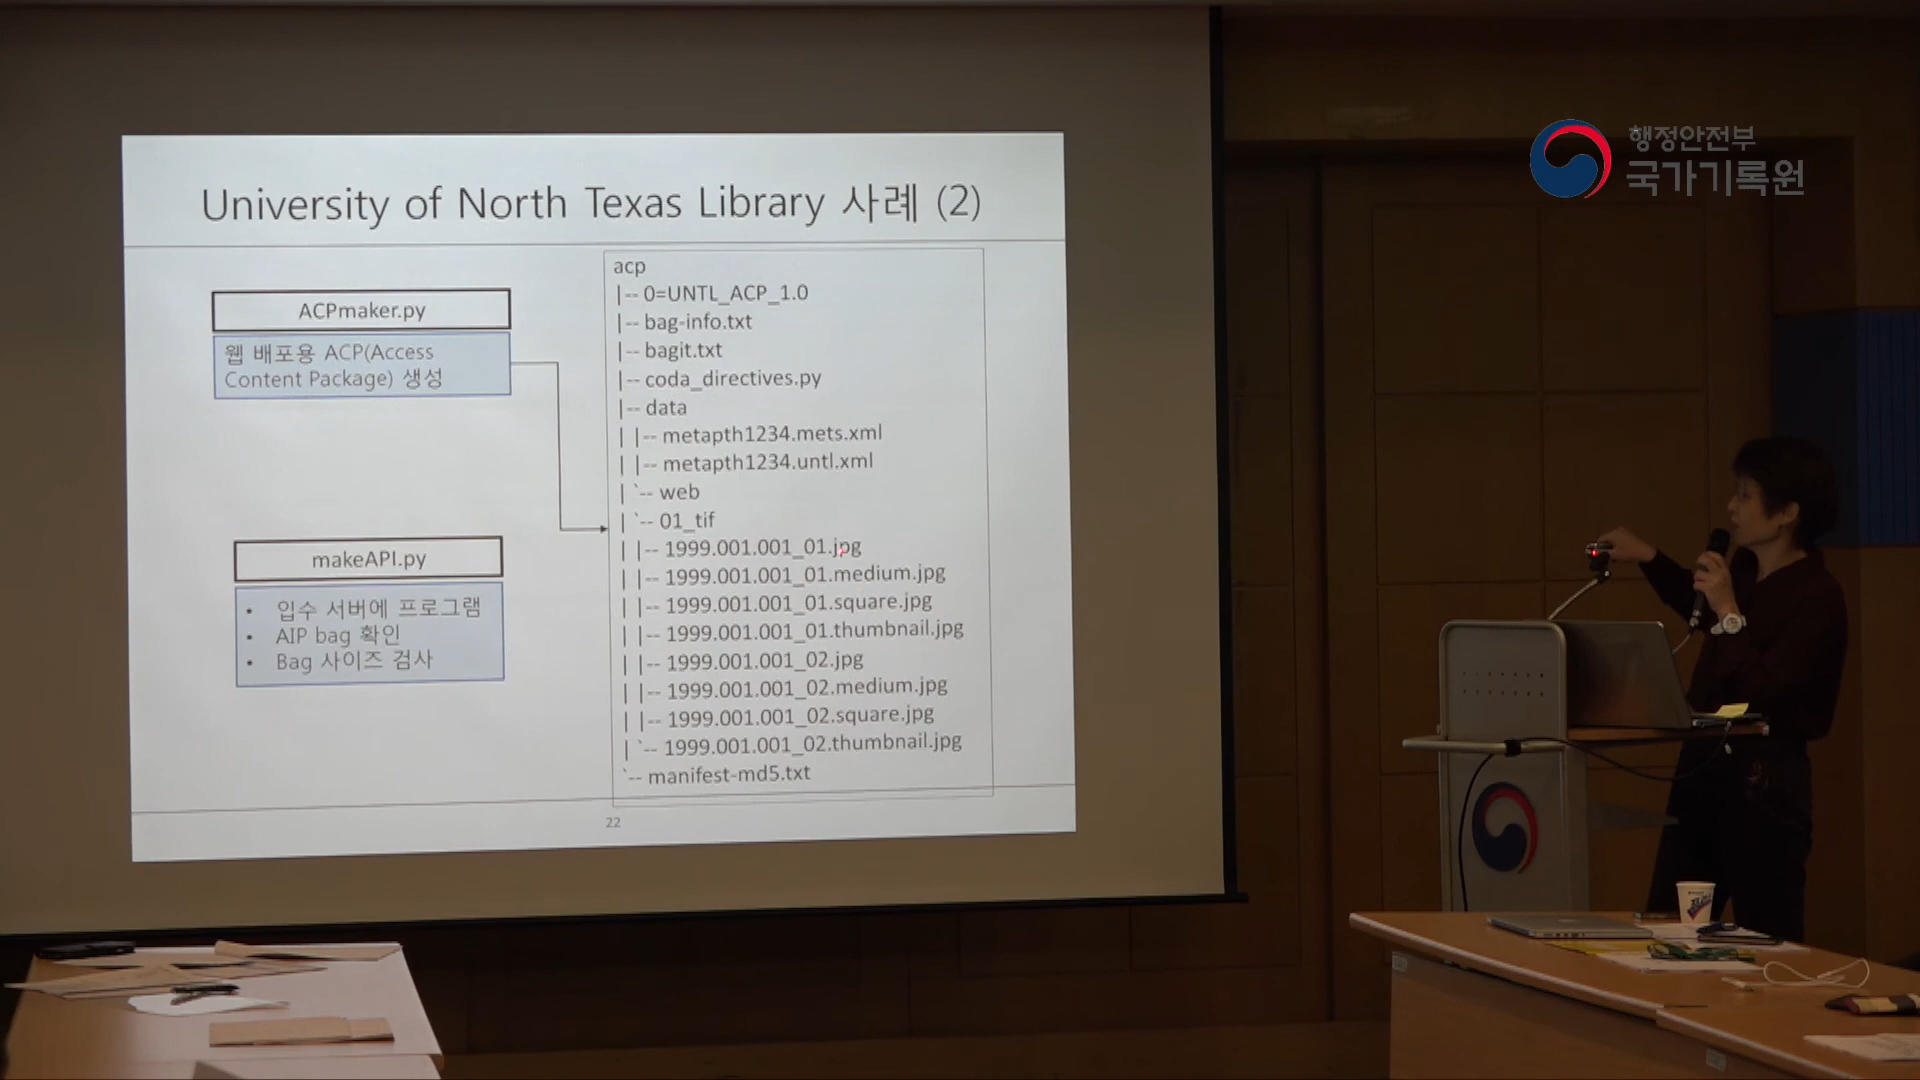 행정안전부
국가기록원
University of North Texas Library 사례 (2)
ACPmaker.py
웹 배포용 ACP(Access
Content Package) 생성
makeAPI.py
• 입수 서버에 프로그램
• AIP bag 확인
• Bag 사이즈 검사
acp
|-- 0=UNTL_ACP_1.0
|-- bag-info.txt
|-- bagit.txt
|-- coda_directives.py
|-- data
| |-- metapth1234.mets.xml
| |-- metapth1234.untl.xml
| `-- web
| `-- 01_tif
| |-- 1999.001.001_01.jpg
| |-- 1999.001.001_01.medium.jpg
| |-- 1999.001.001_01.square.jpg
| |-- 1999.001.001_01.thumbnail.jpg
| |-- 1999.001.001_02.jpg
| |-- 1999.001.001_02.medium.jpg
| |-- 1999.001.001_02.square.jpg
| `-- 1999.001.001_02.thumbnail.jpg
`-- manifest-md5.txt
22